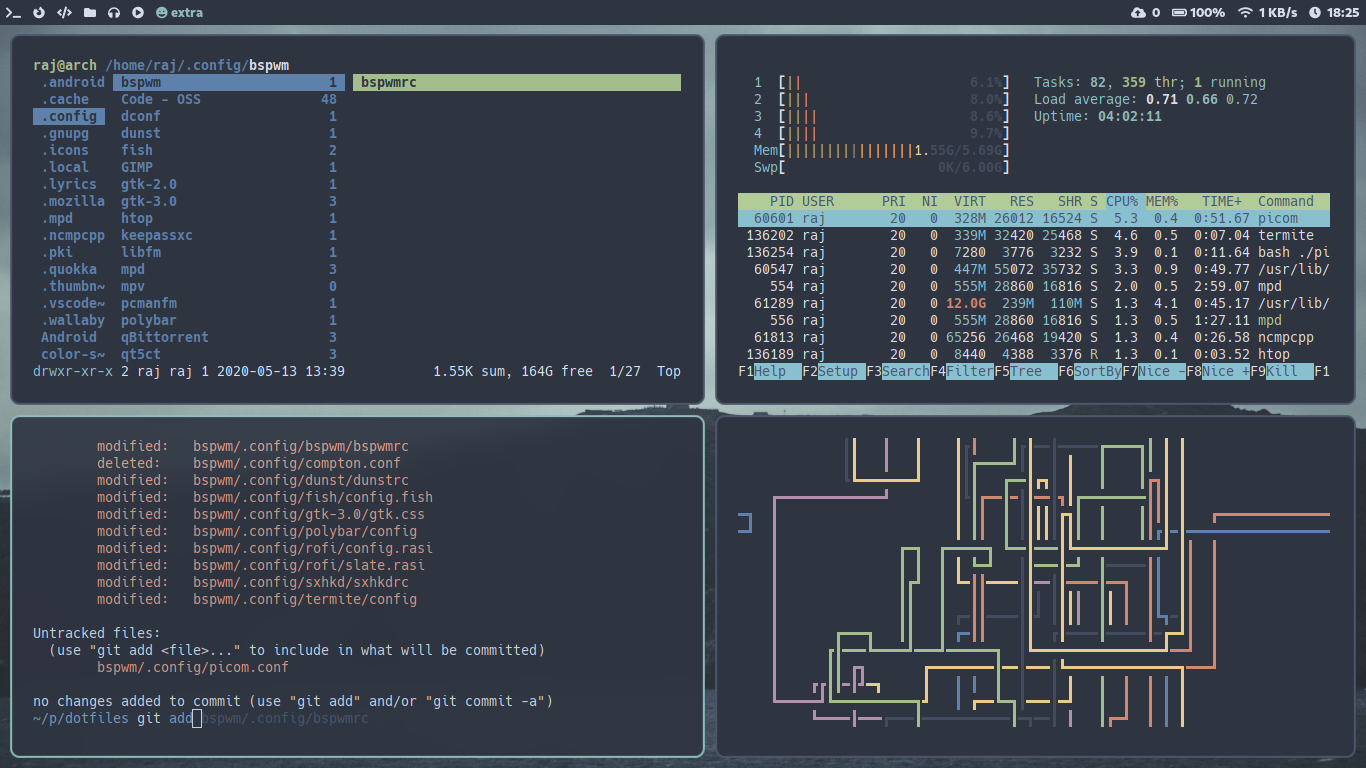 extra 0 100% 1 KB/s 18:25
raj@arch /home/raj/.config/bspwm
.android bspwm 1 bspwmrc
.cache Code - OSS 48
.config dconf 1
.gnupg dunst 1
.icons fish 2
.local GIMP 1
.lyrics gtk-2.0 1
.mozilla gtk-3.0 3
.mpd htop 1
.ncmpcpp keepassxc 1
.pki libfm 1
.quokka mpd 3
.thumbn~ mpv 0
.vscode~ pcmanfm 1
.wallaby polybar 1
Android qBittorrent 3
color-s~ qt5ct 3
drwxr-xr-x 2 raj raj 1 2020-05-13 13:39 1.55K sum, 164G free 1/27 Top
1 [|| 6.1%] Tasks: 82, 359 thr; 1 running
2 [||| 8.0%] Load average: 0.71 0.66 0.72
3 [|||| 8.6%] Uptime: 04:02:11
4 [|||| 9.7%]
Mem[||||||||||||||||1.55G/5.69G]
Swp[ 0K/6.00G]
PID USER PRI NI VIRT RES SHR S CPU% MEM% TIME+ Command
60601 raj 20 0 328M 26012 16524 S 5.3 0.4 0:51.67 picom
136202 raj 20 0 339M 32420 25468 S 4.6 0.5 0:07.04 termite
136254 raj 20 0 7280 3776 3232 S 3.9 0.1 0:11.64 bash ./pi
60547 raj 20 0 447M 55072 35732 S 3.3 0.9 0:49.77 /usr/lib/
554 raj 20 0 555M 28860 16816 S 2.0 0.5 2:59.07 mpd
61289 raj 20 0 12.0G 239M 110M S 1.3 4.1 0:45.17 /usr/lib/
556 raj 20 0 555M 28860 16816 S 1.3 0.5 1:27.11 mpd
61813 raj 20 0 65256 26468 19420 S 1.3 0.4 0:26.58 ncmpcpp
136189 raj 20 0 8440 4388 3376 R 1.3 0.1 0:03.52 htop
F1Help F2Setup F3SearchF4FilterF5Tree F6SortByF7Nice -F8Nice +F9Kill F1
modified: bspwm/.config/bspwm/bspwmrc
deleted: bspwm/.config/compton.conf
modified: bspwm/.config/dunst/dunstrc
modified: bspwm/.config/fish/config.fish
modified: bspwm/.config/gtk-3.0/gtk.css
modified: bspwm/.config/polybar/config
modified: bspwm/.config/rofi/config.rasi
modified: bspwm/.config/rofi/slate.rasi
modified: bspwm/.config/sxhkd/sxhkdrc
modified: bspwm/.config/termite/config
Untracked files:
(use "git add <file>..." to include in what will be committed)
bspwm/.config/picom.conf
no changes added to commit (use "git add" and/or "git commit -a")
~/p/dotfiles git add bspwm/.config/bspwmrc